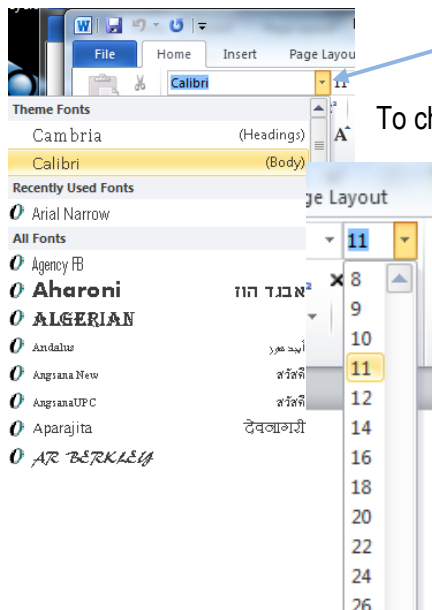 File Home Insert Page Layou
Calibri 11
Theme Fonts
Cambria (Headings)
Calibri (Body)
Recently Used Fonts
Arial Narrow
All Fonts
Agency FB
Aharoni אבגד הוז
ALGERIAN
Andalus
Angsana New สวัสดี
AngsanaUPC สวัสดี
Aparajita देवनागरी
AR BERKLEY
To ch
ge Layout
11
8
9
10
11
12
14
16
18
20
22
24
26